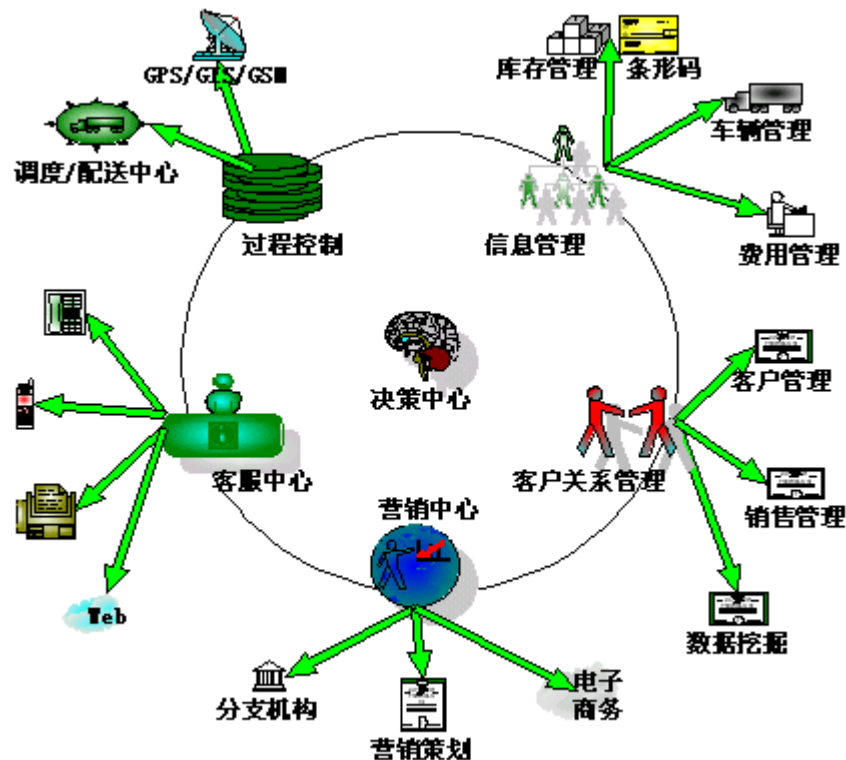 GPS/GIS/GSM
库存管理 条形码
车辆管理
调度/配送中心
过程控制
信息管理
费用管理
决策中心
客户管理
客服中心
客户关系管理
营销中心
销售管理
Web
数据挖掘
分支机构
电子
商务
营销策划